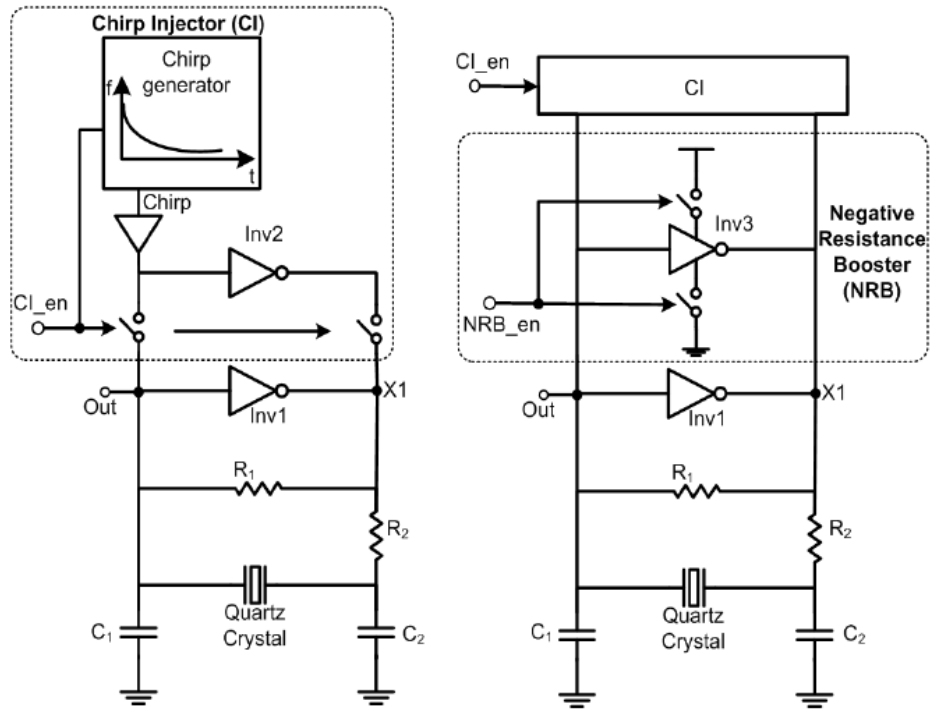 Chirp Injector (CI)
Chirp
generator
f
t
Chirp
Inv2
CI_en
Out
Inv1
X1
R1
R2
Quartz
Crystal
C1
C2
CI_en
CI
Inv3
Negative
Resistance
Booster
(NRB)
NRB_en
Out
Inv1
X1
R1
R2
Quartz
Crystal
C1
C2